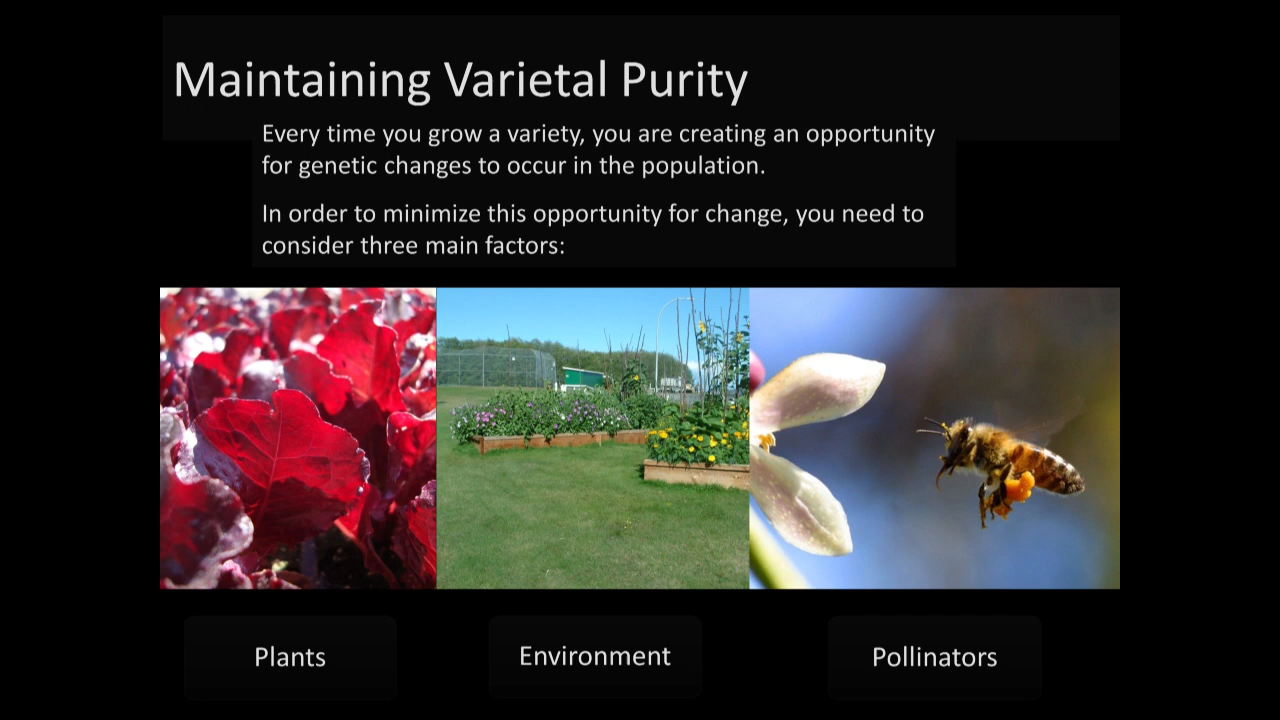 Maintaining Varietal Purity
Every time you grow a variety, you are creating an opportunity
for genetic changes to occur in the population.
In order to minimize this opportunity for change, you need to
consider three main factors:
Plants
Environment
Pollinators